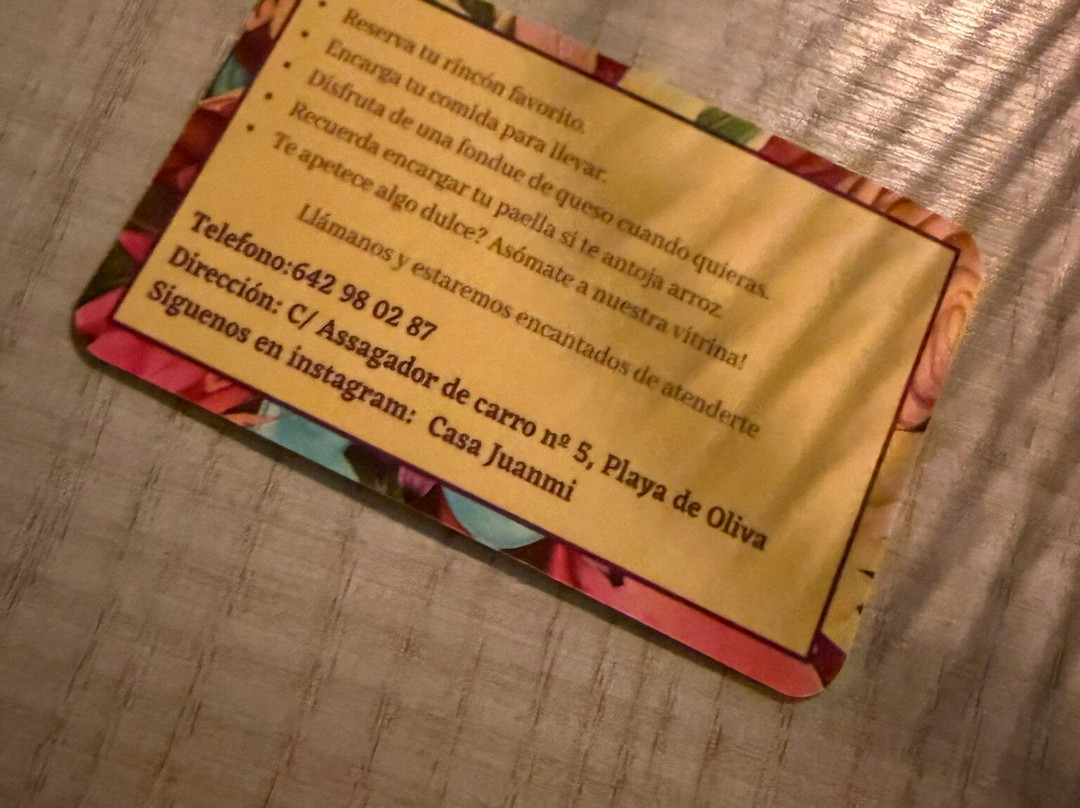 • Reserva tu rincón favorito.
• Encarga tu comida para llevar.
• Disfruta de una fondue de queso cuando quieras.
• Recuerda encargar tu paella si te antoja arroz.
• Te apetece algo dulce? Asómate a nuestra vitrina!
Llámanos y estaremos encantados de atenderte
Telefono:642 98 02 87
Dirección: C/ Assagador de carro nº 5, Playa de Oliva
Síguenos en instagram: Casa Juanmi